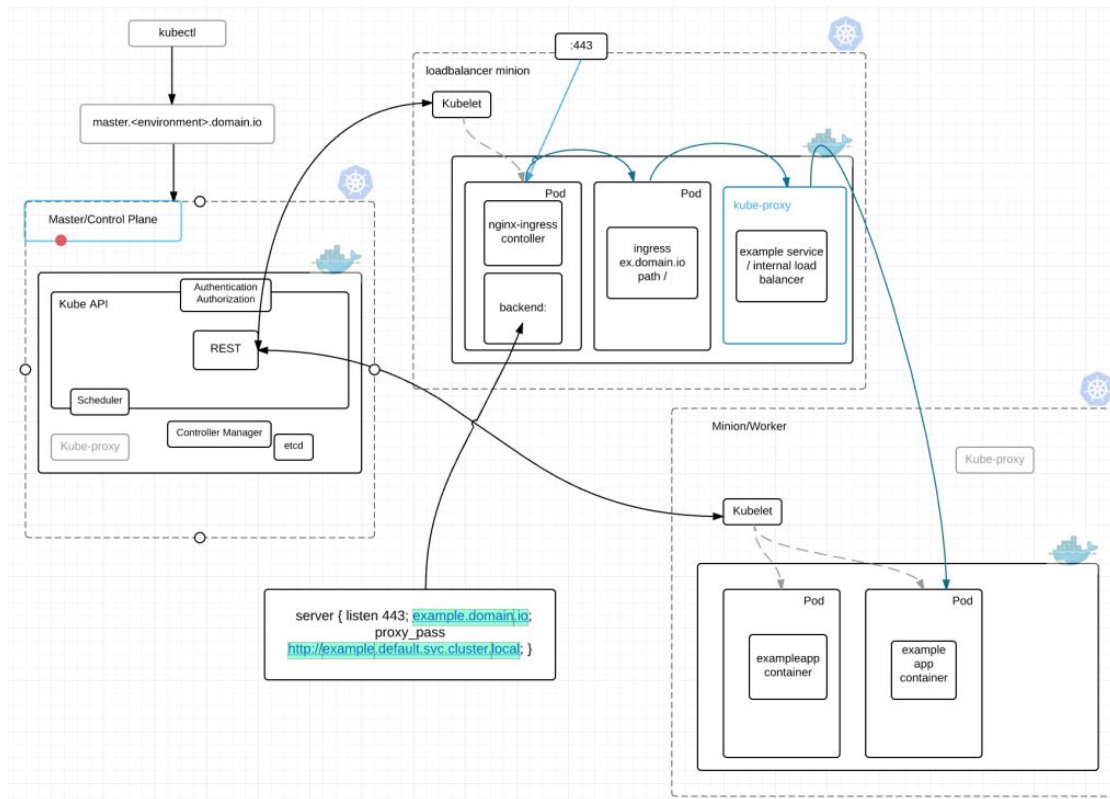 kubectl
master.<environment>.domain.io
Master/Control Plane
Kube API
Authentication
Authorization
REST
Scheduler
Kube-proxy
Controller Manager
etcd
:443
loadbalancer minion
Kubelet
Pod
nginx-ingress
contoller
backend:
Pod
ingress
ex.domain.io
path /
kube-proxy
example service
/ internal load
balancer
Minion/Worker
Kube-proxy
Kubelet
Pod
exampleapp
container
Pod
example
app
container
server { listen 443; example.domain.io;
proxy_pass
http://example.default.svc.cluster.local; }